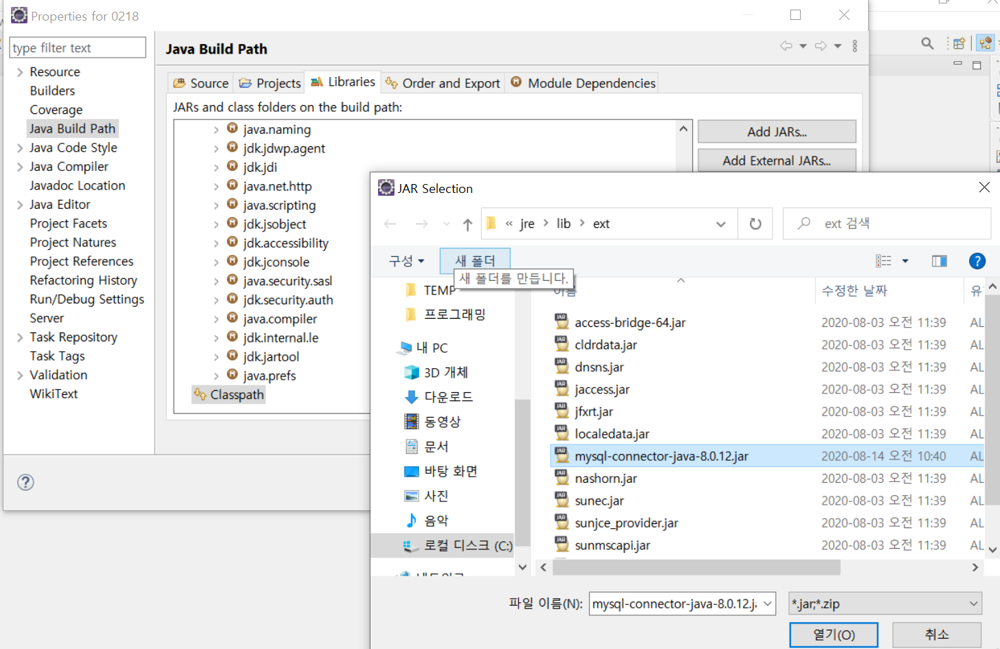 Properties for 0218
type filter text
Resource
Builders
Coverage
Java Build Path
Java Code Style
Java Compiler
Javadoc Location
Java Editor
Project Facets
Project Natures
Project References
Refactoring History
Run/Debug Settings
Server
Task Repository
Task Tags
Validation
WikiText
Java Build Path
Source Projects Libraries Order and Export Module Dependencies
JARs and class folders on the build path:
java.naming
jdk.jdwp.agent
jdk.jdi
java.net.http
java.scripting
jdk.jsobject
jdk.accessibility
jdk.jconsole
java.security.sasl
jdk.security.auth
java.compiler
jdk.internal.le
jdk.jartool
java.prefs
Classpath
Add JARs...
Add External JARs...
JAR Selection
« jre > lib > ext
ext 검색
구성 새 폴더
새 폴더를 만듭니다.
TEMP
프로그래밍
내 PC
3D 개체
다운로드
동영상
문서
바탕 화면
사진
음악
로컬 디스크 (C:)
이름 수정한 날짜 유
access-bridge-64.jar 2020-08-03 오전 11:39 AL
cldrdata.jar 2020-08-03 오전 11:39 AL
dnsns.jar 2020-08-03 오전 11:39 AL
jaccess.jar 2020-08-03 오전 11:39 AL
jfxrt.jar 2020-08-03 오전 11:39 AL
localedata.jar 2020-08-03 오전 11:39 AL
mysql-connector-java-8.0.12.jar 2020-08-14 오전 10:40 AL
nashorn.jar 2020-08-03 오전 11:39 AL
sunec.jar 2020-08-03 오전 11:39 AL
sunjce_provider.jar 2020-08-03 오전 11:39 AL
sunmscapi.jar 2020-08-03 오전 11:39 AL
파일 이름(N): mysql-connector-java-8.0.12.ja *.jar;*.zip
열기(O) 취소